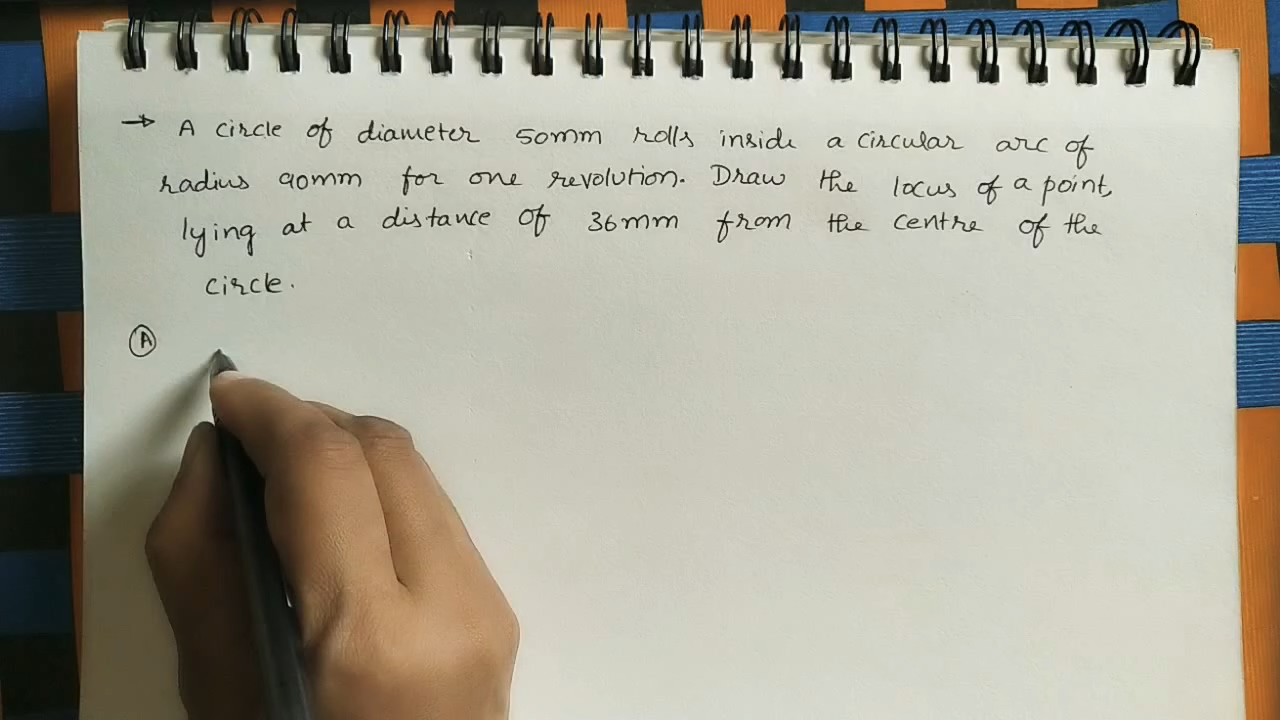 → A circle of diameter 50mm rolls inside a circular arc of
radius 90mm for one revolution. Draw the locus of a point,
lying at a distance of 36mm from the centre of the
circle.
A